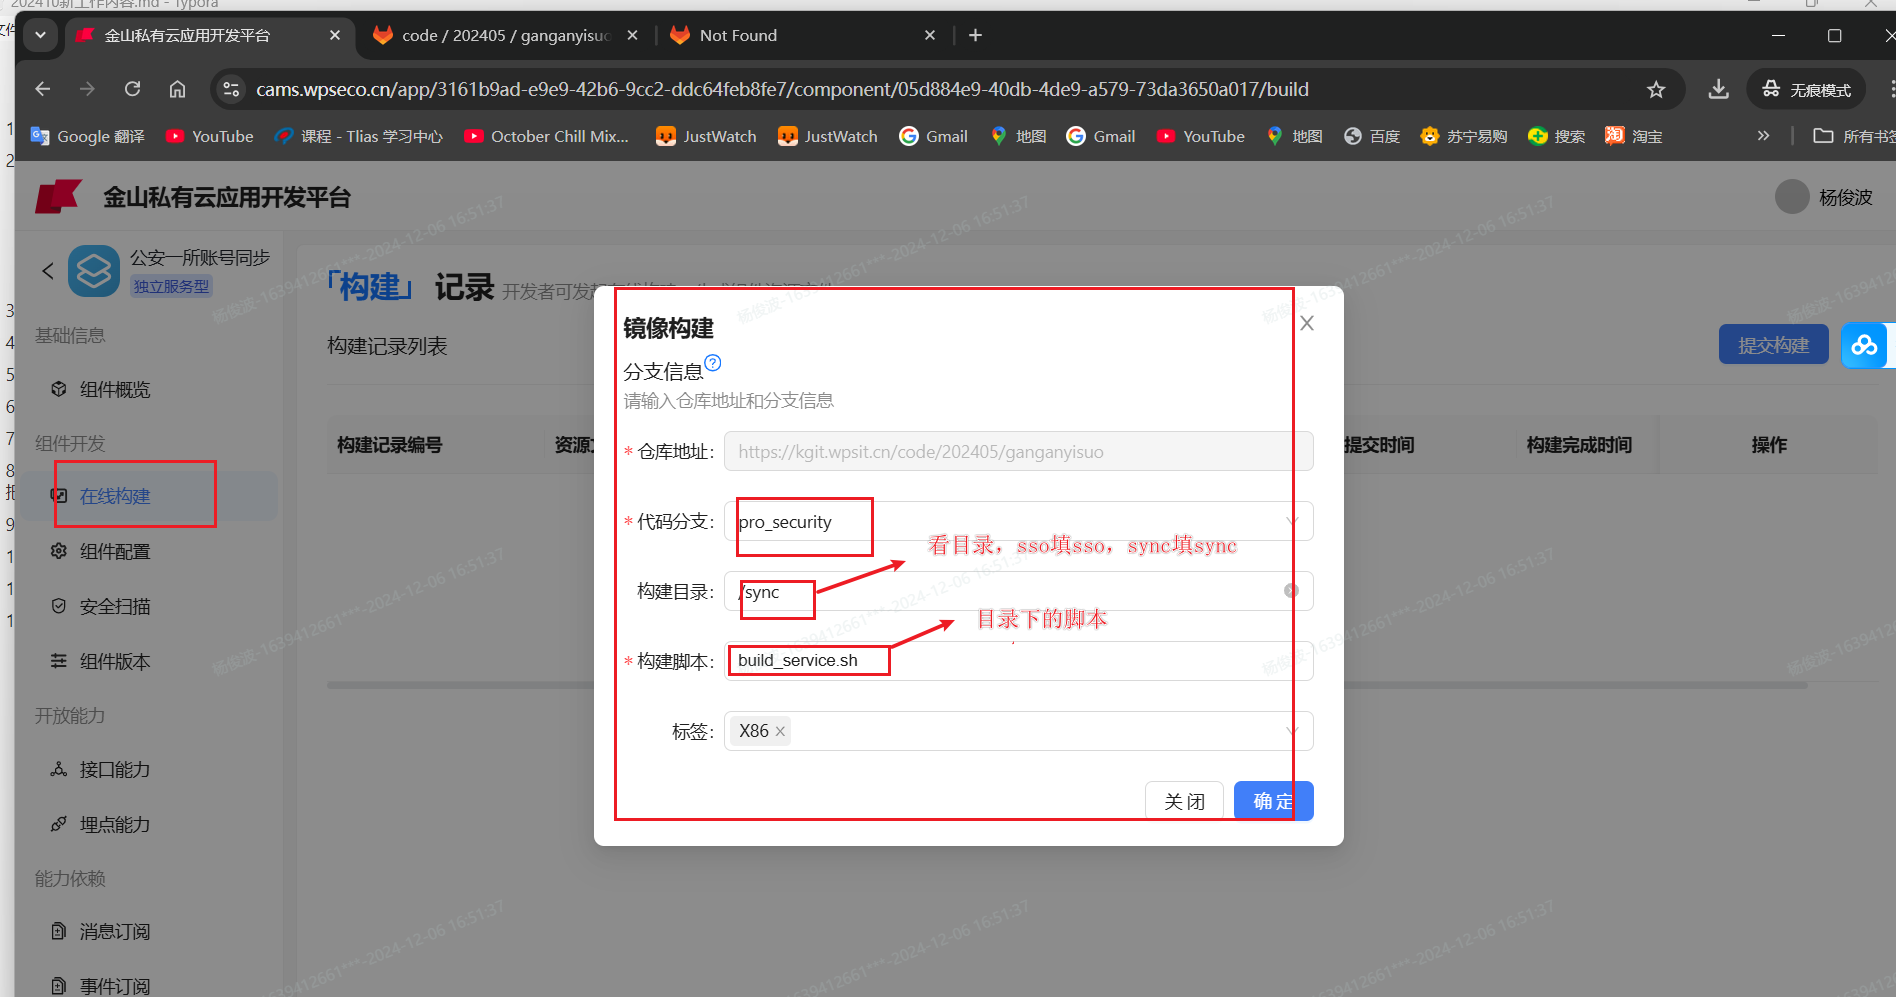 202410新工作内容.md - Typora
金山私有云应用开发平台
code / 202405 / ganganyisuo
Not Found
cams.wpseco.cn/app/3161b9ad-e9e9-42b6-9cc2-ddc64feb8fe7/component/05d884e9-40db-4de9-a579-73da3650a017/build
无痕模式
Google 翻译
YouTube
课程 - Tlias 学习中心
October Chill Mix...
JustWatch
JustWatch
Gmail
地图
Gmail
YouTube
地图
百度
苏宁易购
搜索
淘宝
所有书签
金山私有云应用开发平台
杨俊波
公安一所账号同步
独立服务型
基础信息
组件概览
组件开发
在线构建
组件配置
安全扫描
组件版本
开放能力
接口能力
埋点能力
能力依赖
消息订阅
事件订阅
「构建」 记录
构建记录列表
提交构建
构建记录编号
提交时间
构建完成时间
操作
镜像构建
分支信息
请输入仓库地址和分支信息
* 仓库地址: https://kgit.wpsit.cn/code/202405/ganganyisuo
* 代码分支: pro_security
看目录，sso填sso，sync填sync
构建目录: /sync
目录下的脚本
* 构建脚本: build_service.sh
标签: X86
关 闭
确 定
杨俊波-1639412661***-2024-12-06 16:51:37